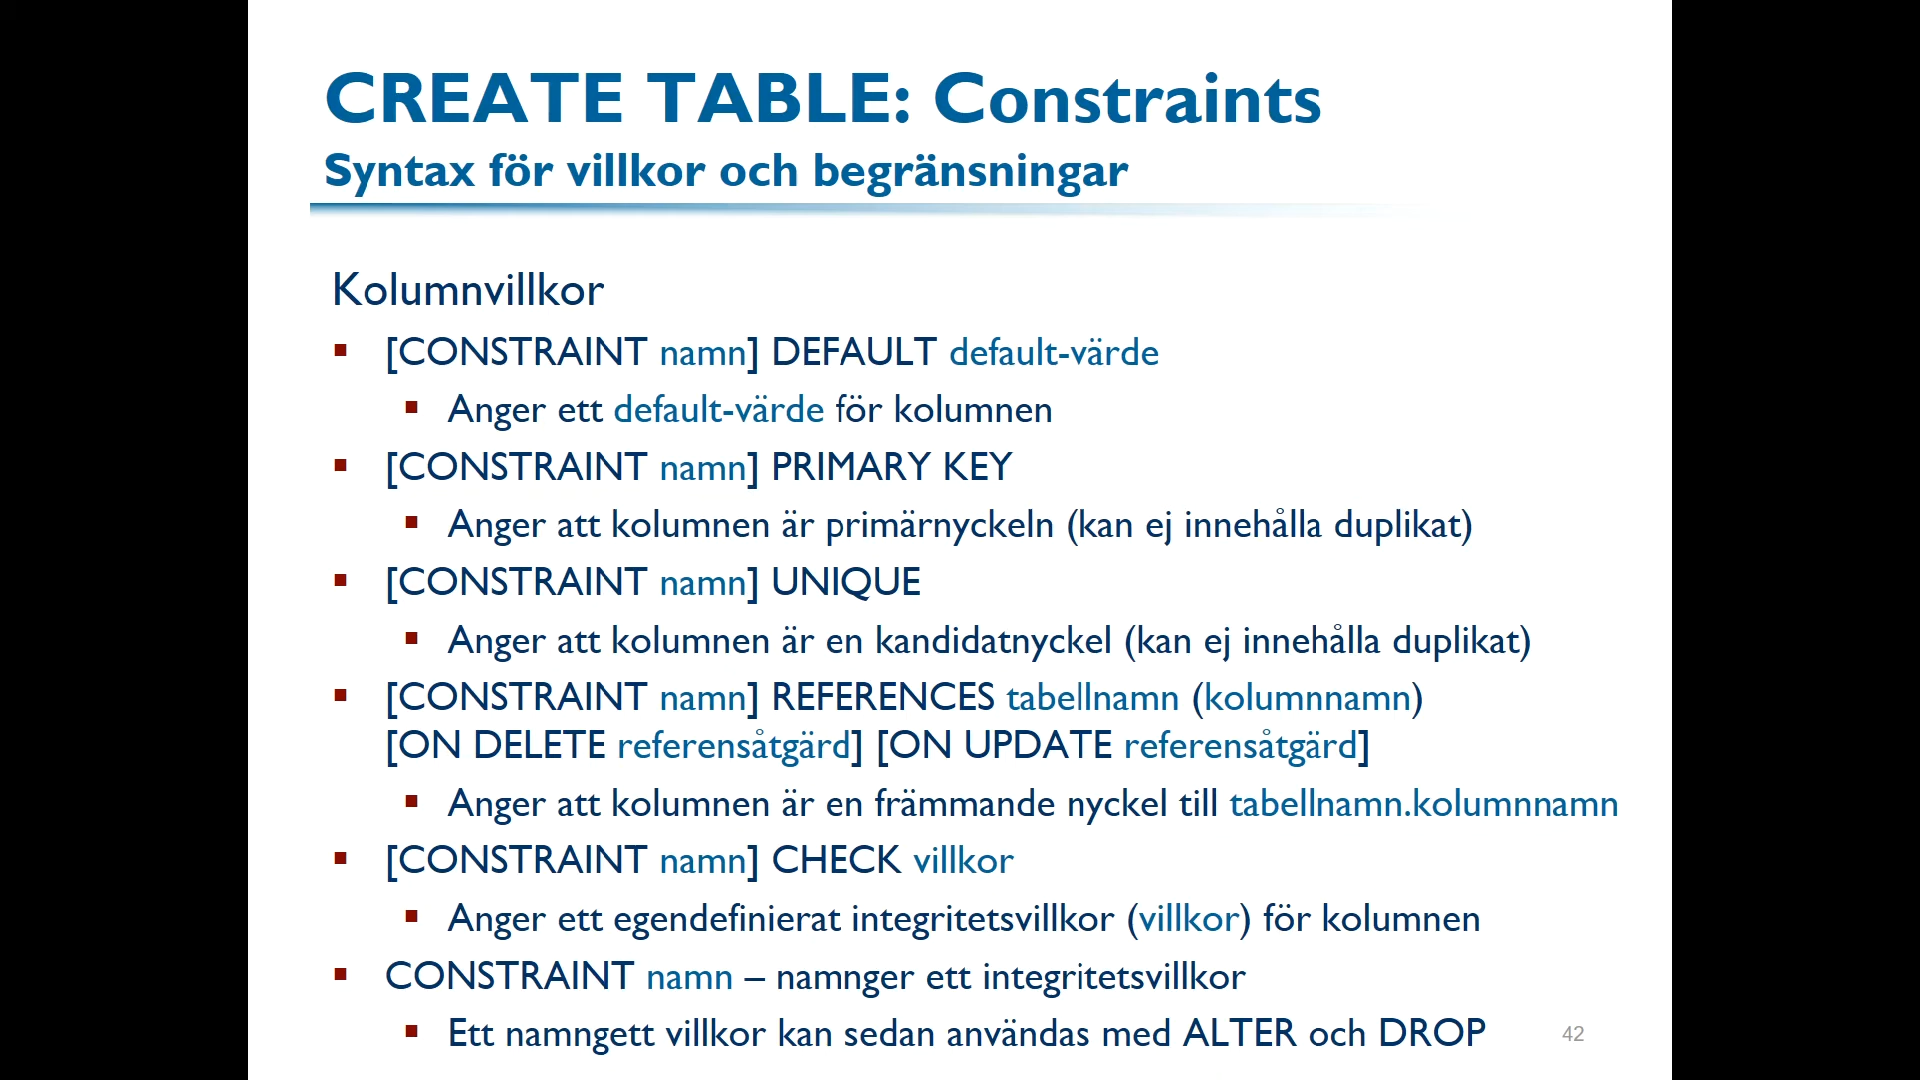 CREATE TABLE: Constraints
Syntax för villkor och begränsningar
Kolumnvillkor
▪ [CONSTRAINT namn] DEFAULT default-värde
▪ Anger ett default-värde för kolumnen
▪ [CONSTRAINT namn] PRIMARY KEY
▪ Anger att kolumnen är primärnyckeln (kan ej innehålla duplikat)
▪ [CONSTRAINT namn] UNIQUE
▪ Anger att kolumnen är en kandidatnyckel (kan ej innehålla duplikat)
▪ [CONSTRAINT namn] REFERENCES tabellnamn (kolumnnamn)
[ON DELETE referensåtgärd] [ON UPDATE referensåtgärd]
▪ Anger att kolumnen är en främmande nyckel till tabellnamn.kolumnnamn
▪ [CONSTRAINT namn] CHECK villkor
▪ Anger ett egendefinierat integritetsvillkor (villkor) för kolumnen
▪ CONSTRAINT namn – namnger ett integritetsvillkor
▪ Ett namngett villkor kan sedan användas med ALTER och DROP
42